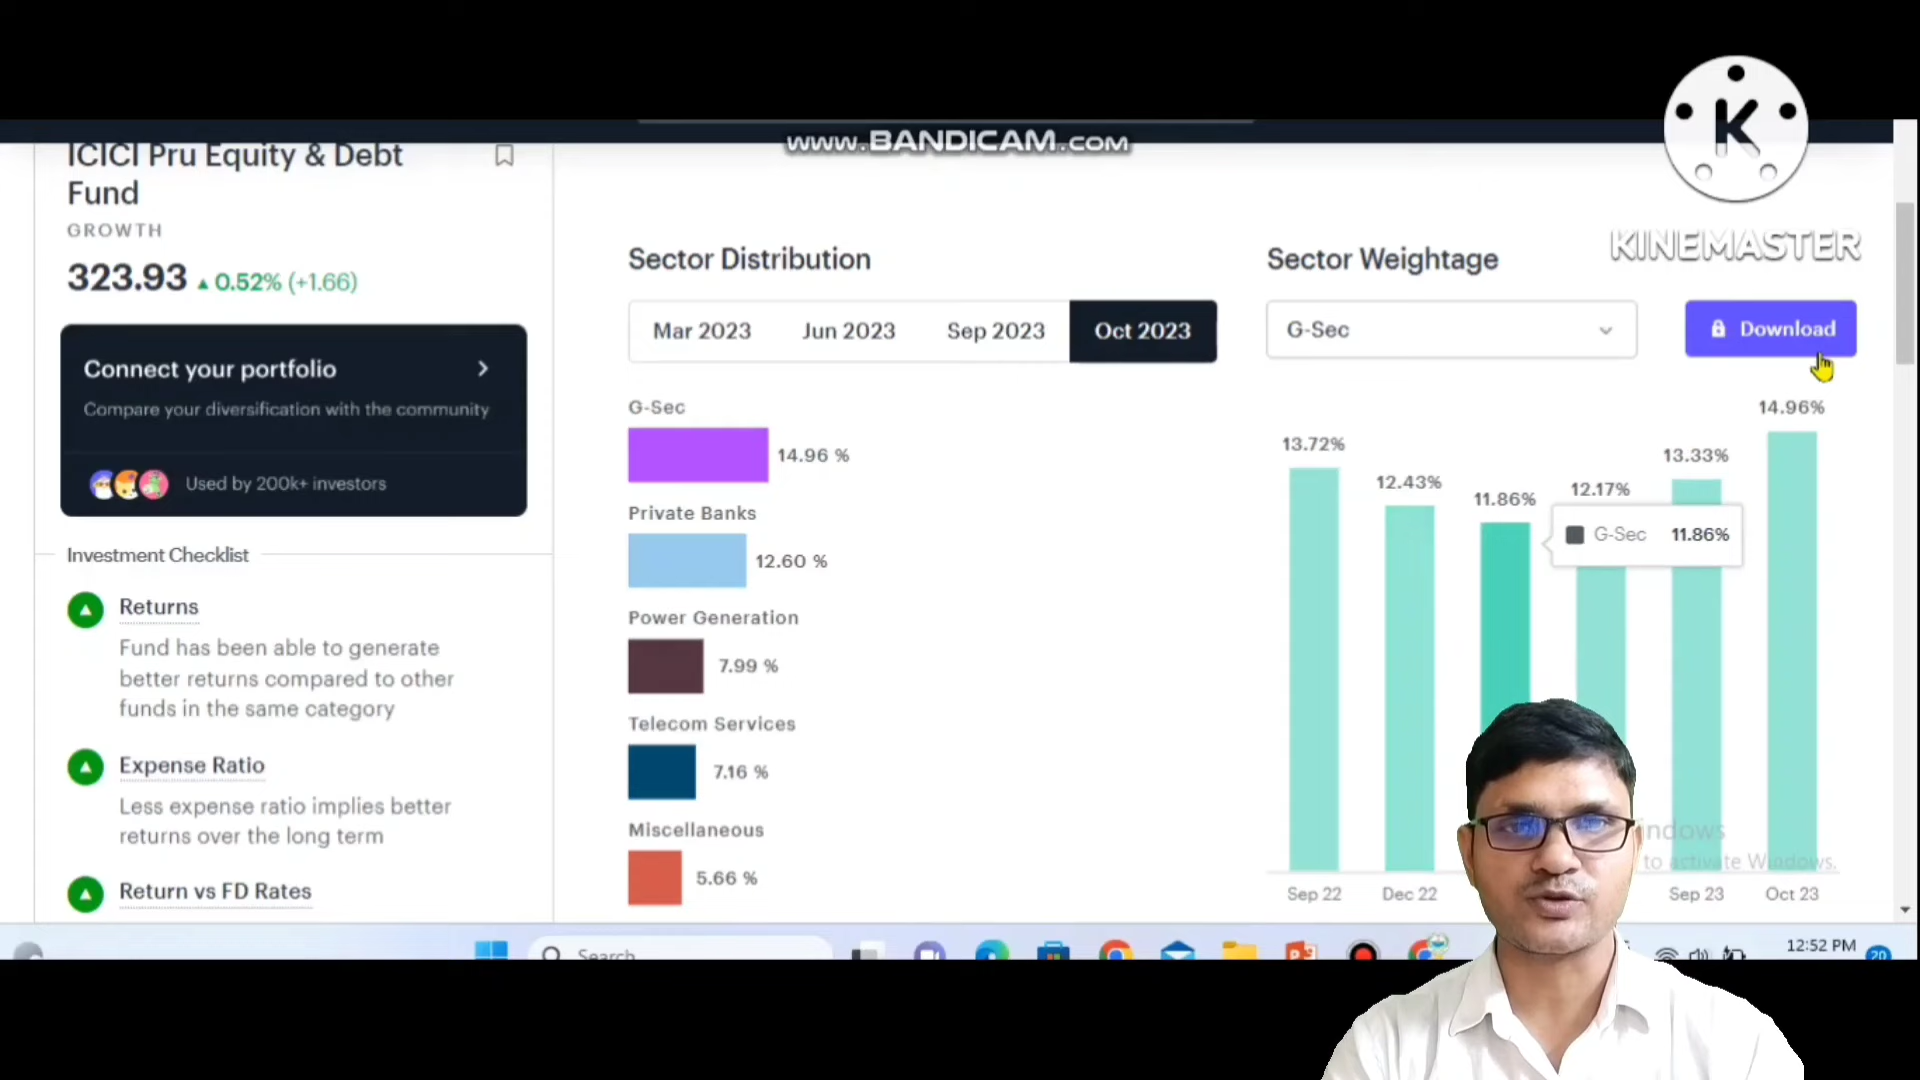 www.BANDICAM.com
K
KINEMASTER
ICICI Pru Equity & Debt
Fund
GROWTH
323.93 ▲ 0.52% (+1.66)
Connect your portfolio
Compare your diversification with the community
Used by 200k+ investors
Investment Checklist
Returns
Fund has been able to generate
better returns compared to other
funds in the same category
Expense Ratio
Less expense ratio implies better
returns over the long term
Return vs FD Rates
Sector Distribution
Mar 2023 Jun 2023 Sep 2023 Oct 2023
G-Sec
14.96 %
Private Banks
12.60 %
Power Generation
7.99 %
Telecom Services
7.16 %
Miscellaneous
5.66 %
Sector Weightage
G-Sec
Download
13.72%
12.43%
11.86%
12.17%
13.33%
14.96%
G-Sec 11.86%
to activate Windows.
Sep 22 Dec 22 Sep 23 Oct 23
Search
12:52 PM
20